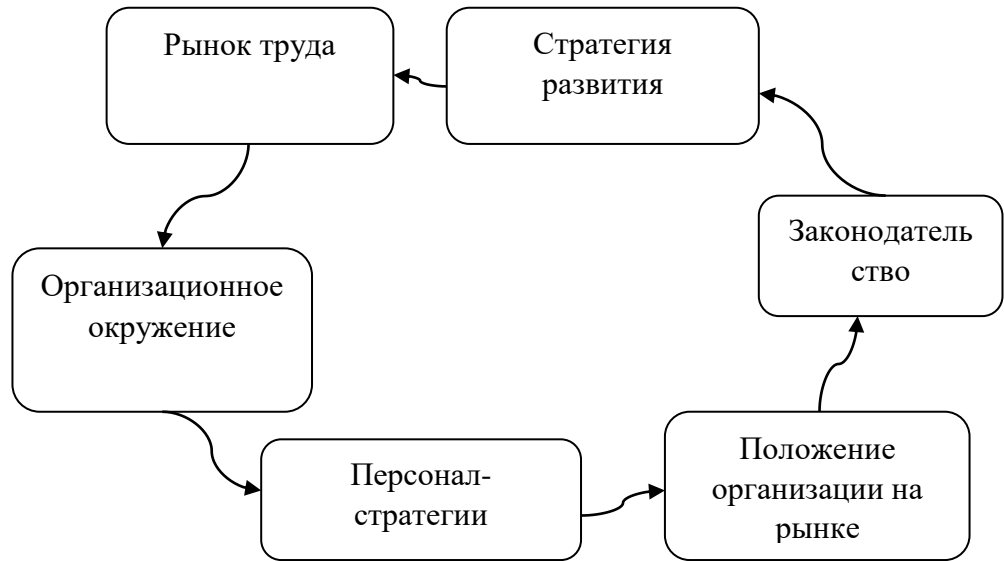 Рынок труда
Стратегия
развития
Законодатель
ство
Организационное
окружение
Персонал-
стратегии
Положение
организации на
рынке